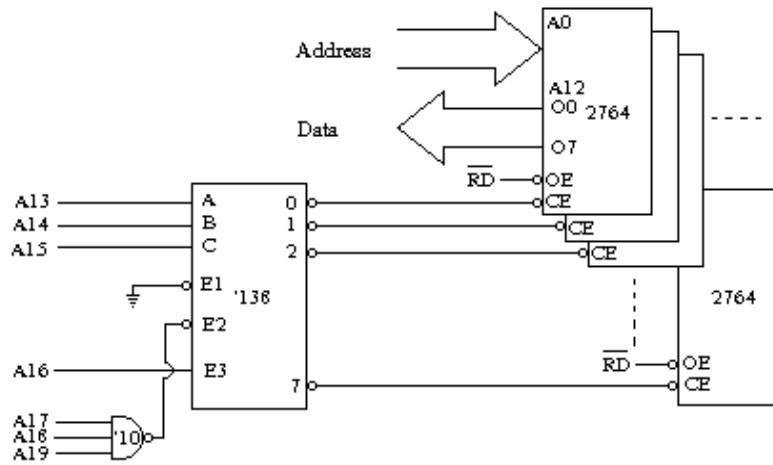 A0
Address
A12
O0
2764
Data
O7
RD
OE
A13
A
0
CE
A14
B
1
CE
A15
C
2
CE
E1
'138
2764
E2
RD
OE
A16
E3
7
CE
A17
A18
'10
A19